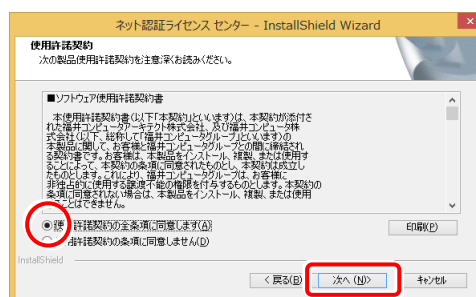 ネット認証ライセンス センター - InstallShield Wizard
使用許諾契約
次の製品使用許諾契約を注意深くお読みください。
■ソフトウェア使用許諾契約書
本使用許諾契約書(以下「本契約」といいます)は、本契約が添付さ
れた福井コンピュータアーキテクト株式会社、及び福井コンピュータ株
式会社(以下、総称して「福井コンピュータグループ」といいます)の
本製品に関して、お客様と福井コンピュータグループとの間に締結され
る契約書です。お客様は、本製品をインストール、複製、または使用す
ることによって、本契約の条項に同意されたものとし、本契約は成立し
たものとします。これにより、福井コンピュータグループは、お客様に
非独占的に使用する譲渡不能の権限を付与するものとします。本契約の
条項に同意されない場合は、本製品をインストール、複製、または使用
することはできません。
使 許諾契約の全条項に同意します(A)
許諾契約の条項に同意しません(D)
印刷(P)
InstallShield
< 戻る(B)
次へ (N)>
キャンセル